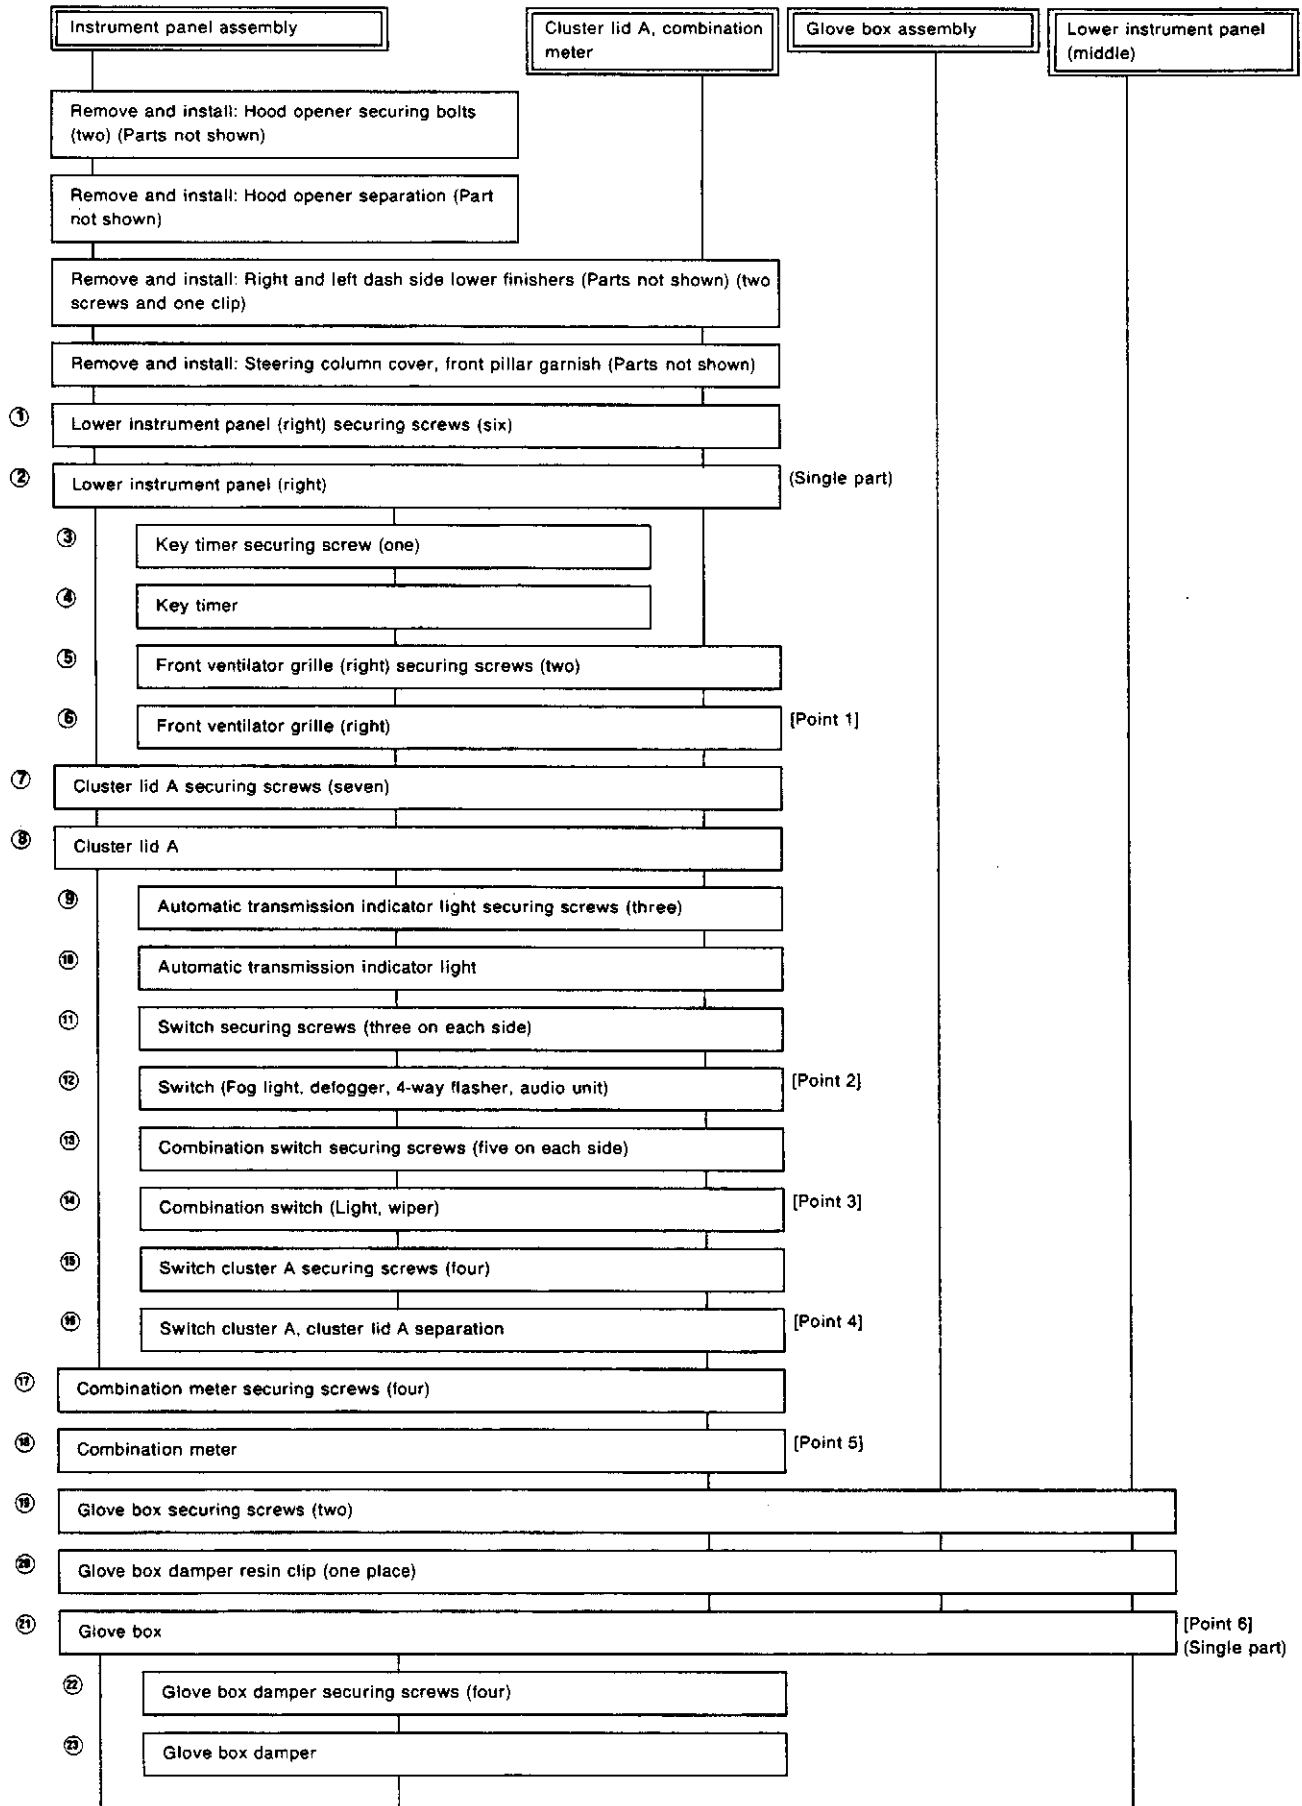 Instrument panel assembly
Cluster lid A, combination
meter
Glove box assembly
Lower instrument panel
(middle)
Remove and install: Hood opener securing bolts
(two) (Parts not shown)
Remove and install: Hood opener separation (Part
not shown)
Remove and install: Right and left dash side lower finishers (Parts not shown) (two
screws and one clip)
Remove and install: Steering column cover, front pillar garnish (Parts not shown)
① Lower instrument panel (right) securing screws (six)
② Lower instrument panel (right) (Single part)
③ Key timer securing screw (one)
④ Key timer
⑤ Front ventilator grille (right) securing screws (two)
⑥ Front ventilator grille (right) [Point 1]
⑦ Cluster lid A securing screws (seven)
⑧ Cluster lid A
⑨ Automatic transmission indicator light securing screws (three)
⑩ Automatic transmission indicator light
⑪ Switch securing screws (three on each side)
⑫ Switch (Fog light, defogger, 4-way flasher, audio unit) [Point 2]
⑬ Combination switch securing screws (five on each side)
⑭ Combination switch (Light, wiper) [Point 3]
⑮ Switch cluster A securing screws (four)
⑯ Switch cluster A, cluster lid A separation [Point 4]
⑰ Combination meter securing screws (four)
⑱ Combination meter [Point 5]
⑲ Glove box securing screws (two)
⑳ Glove box damper resin clip (one place)
㉑ Glove box [Point 6]
(Single part)
㉒ Glove box damper securing screws (four)
㉓ Glove box damper